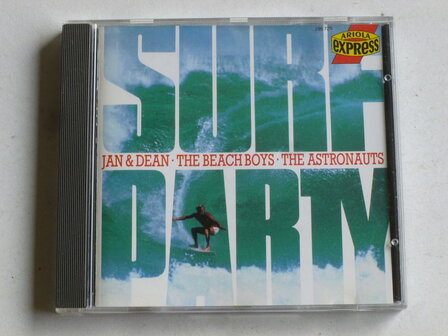 ARIOLA
EXPRESS
SURF
JAN & DEAN · THE BEACH BOYS · THE ASTRONAUTS
PARTY